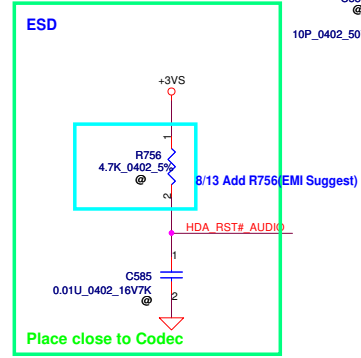 ESD
@
10P_0402_50
+3VS
1
R756
4.7K_0402_5%
@
8/13 Add R756(EMI Suggest)
2
HDA_RST#_AUDIO
1
C585
0.01U_0402_16V7K
2
@
Place close to Codec